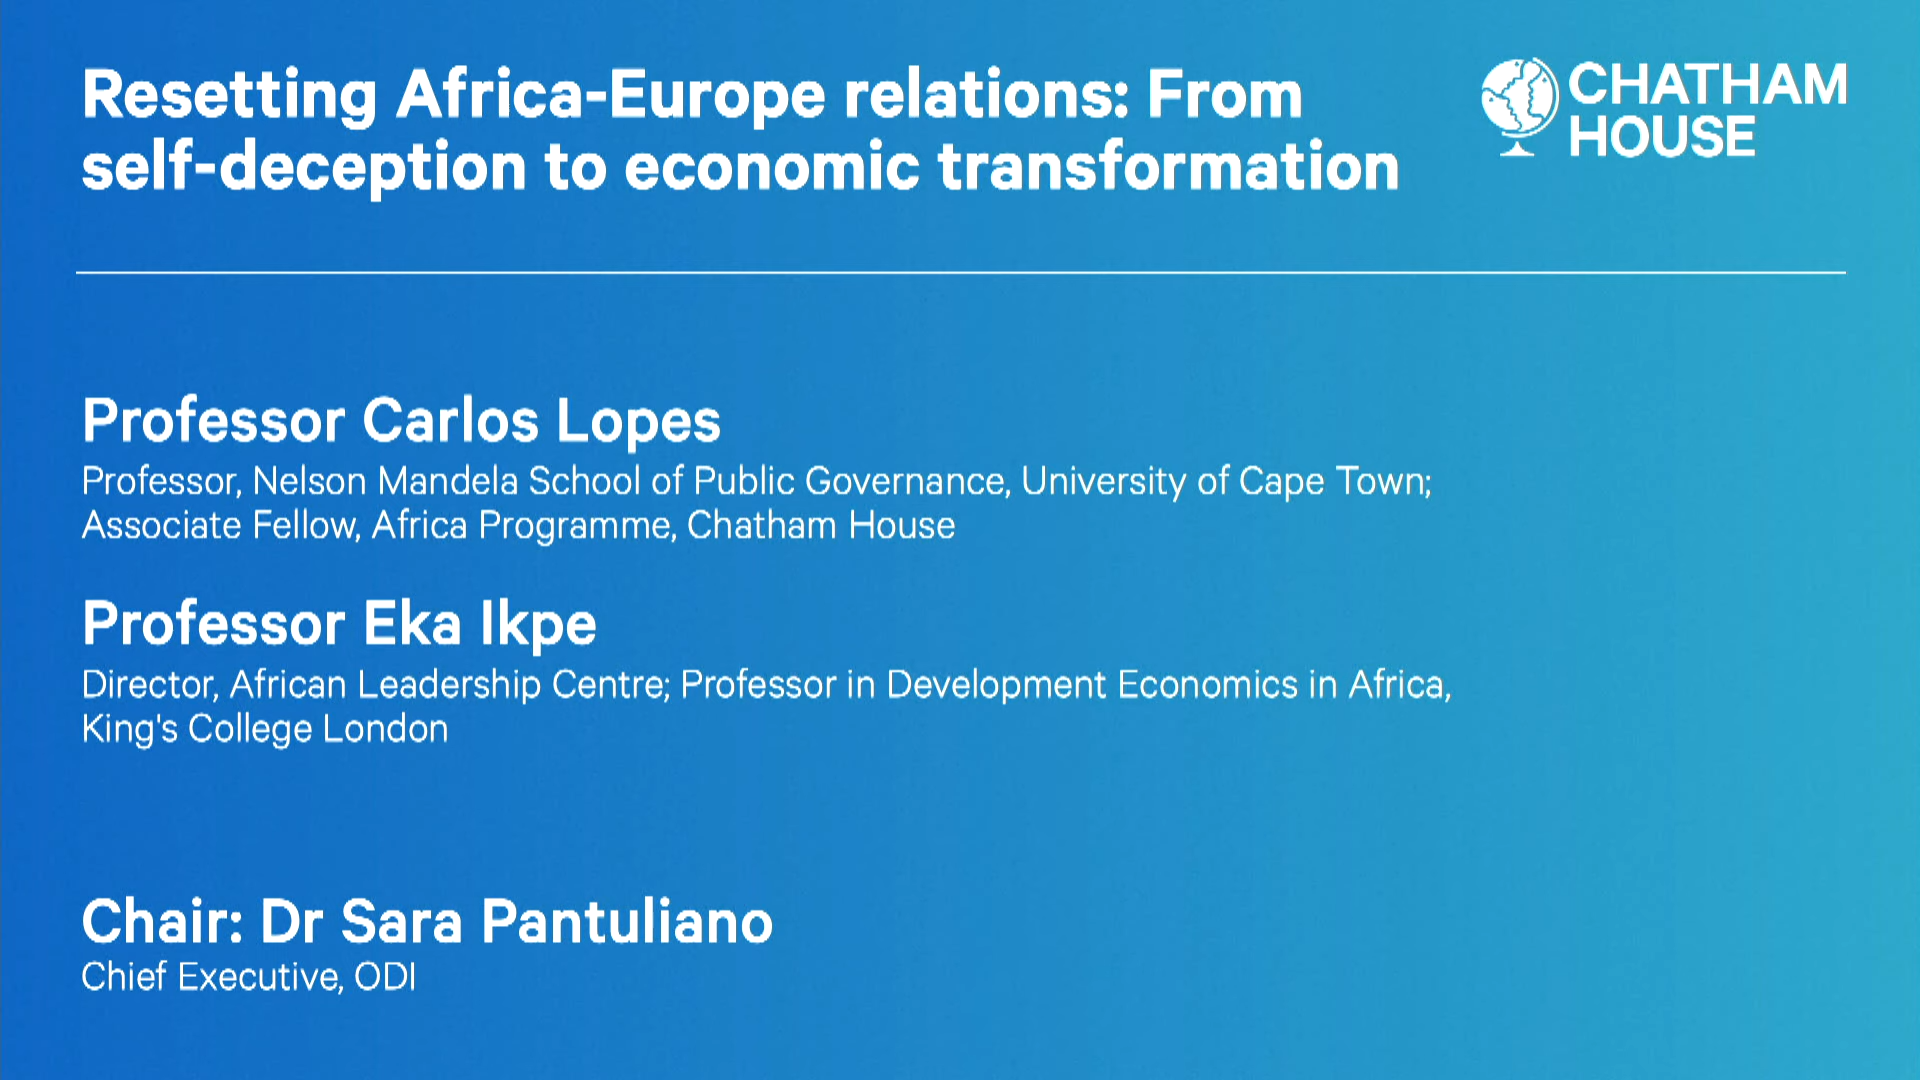 Resetting Africa-Europe relations: From
self-deception to economic transformation
CHATHAM
HOUSE
Professor Carlos Lopes
Professor, Nelson Mandela School of Public Governance, University of Cape Town;
Associate Fellow, Africa Programme, Chatham House
Professor Eka Ikpe
Director, African Leadership Centre; Professor in Development Economics in Africa,
King's College London
Chair: Dr Sara Pantuliano
Chief Executive, ODI